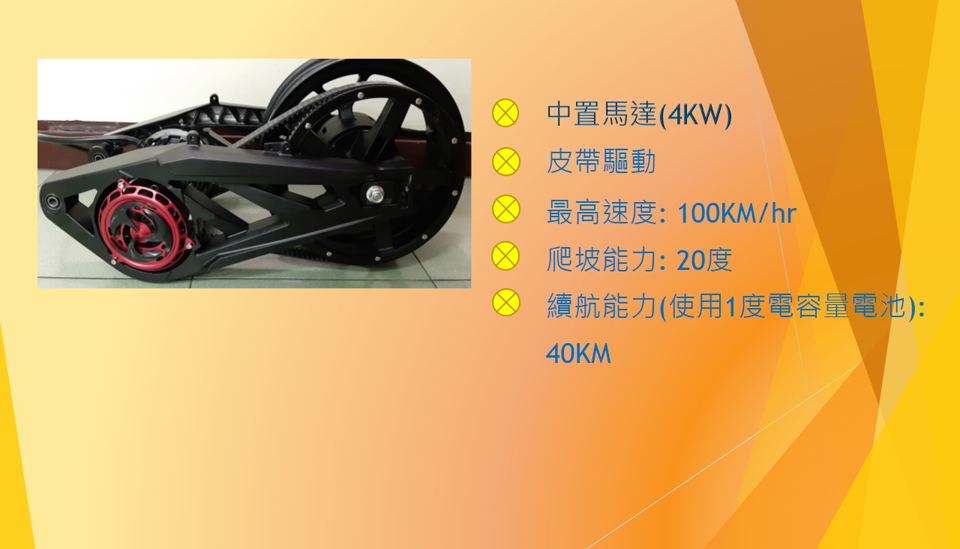 中置馬達(4KW)
皮帶驅動
最高速度: 100KM/hr
爬坡能力: 20度
續航能力(使用1度電容量電池):
40KM